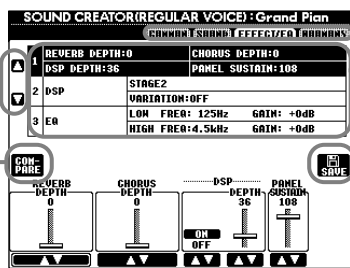 SOUND CREATOR(REGULAR VOICE): Grand Pian
COMMON SOUND EFFECT/EQ HARMONY
1 REVERB DEPTH:0 CHORUS DEPTH:0
DSP DEPTH:36 PANEL SUSTAIN:108
2 DSP STAGE2
VARIATION:OFF
3 EQ LOW FREQ: 125Hz GAIN: +0dB
HIGH FREQ:4.5kHz GAIN: +0dB
COM-
PARE
SAVE
REVERB DEPTH 0
CHORUS DEPTH 0
DSP
ON
OFF
DEPTH 36
PANEL SUSTAIN 108